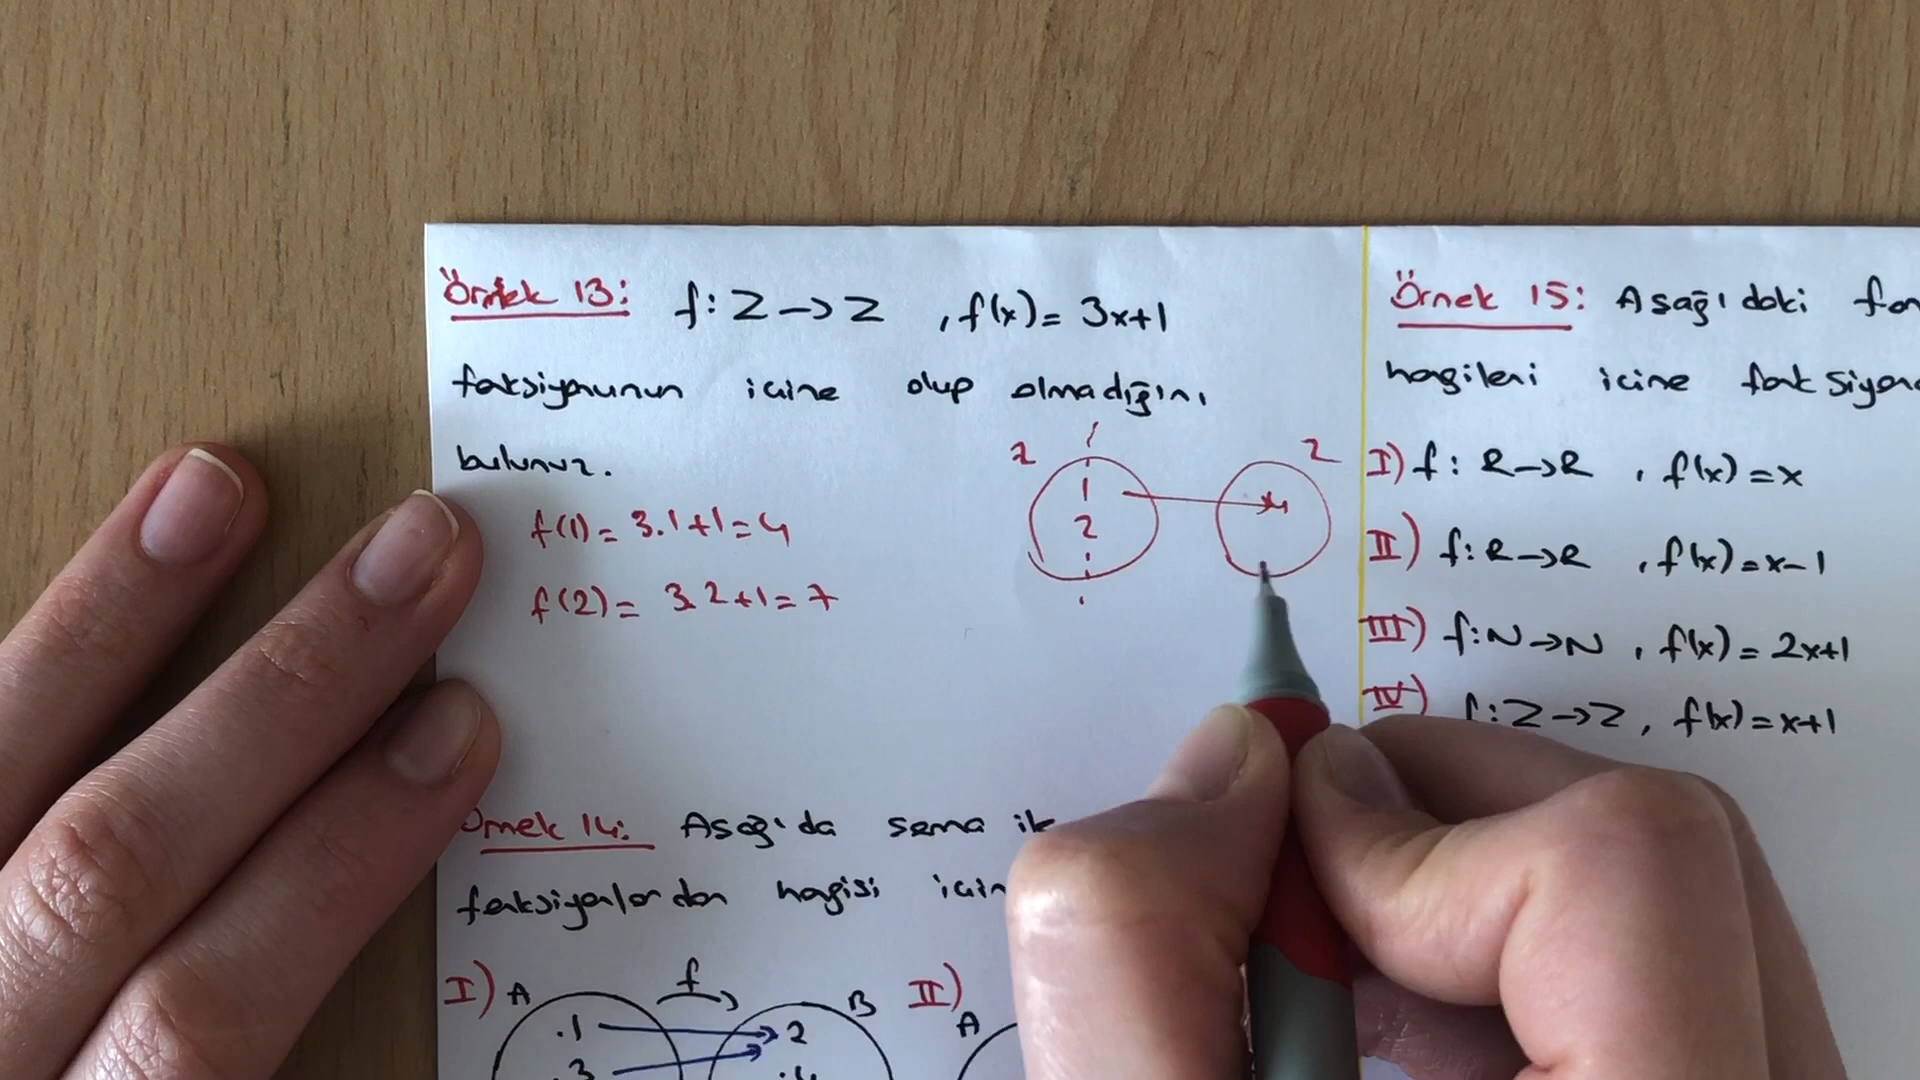 Örnek 13: f: Z → Z , f(x) = 3x+1
fonksiyonunun içine olup olmadığını
bulunuz.
f(1) = 3.1+1 = 4
f(2) = 3.2+1 = 7
Z Z
1 4
2
Örnek 14: Aşağıda şema ile
fonksiyonlardan hangisi için
I) A f B II) A
.1 2
.3 .4
Örnek 15: Aşağıdaki fon
hangileri içine fonksiyon
I) f: R→R , f(x) = x
II) f: R→R , f(x) = x-1
III) f: N→N , f(x) = 2x+1
IV) f: Z→Z, f(x) = x+1